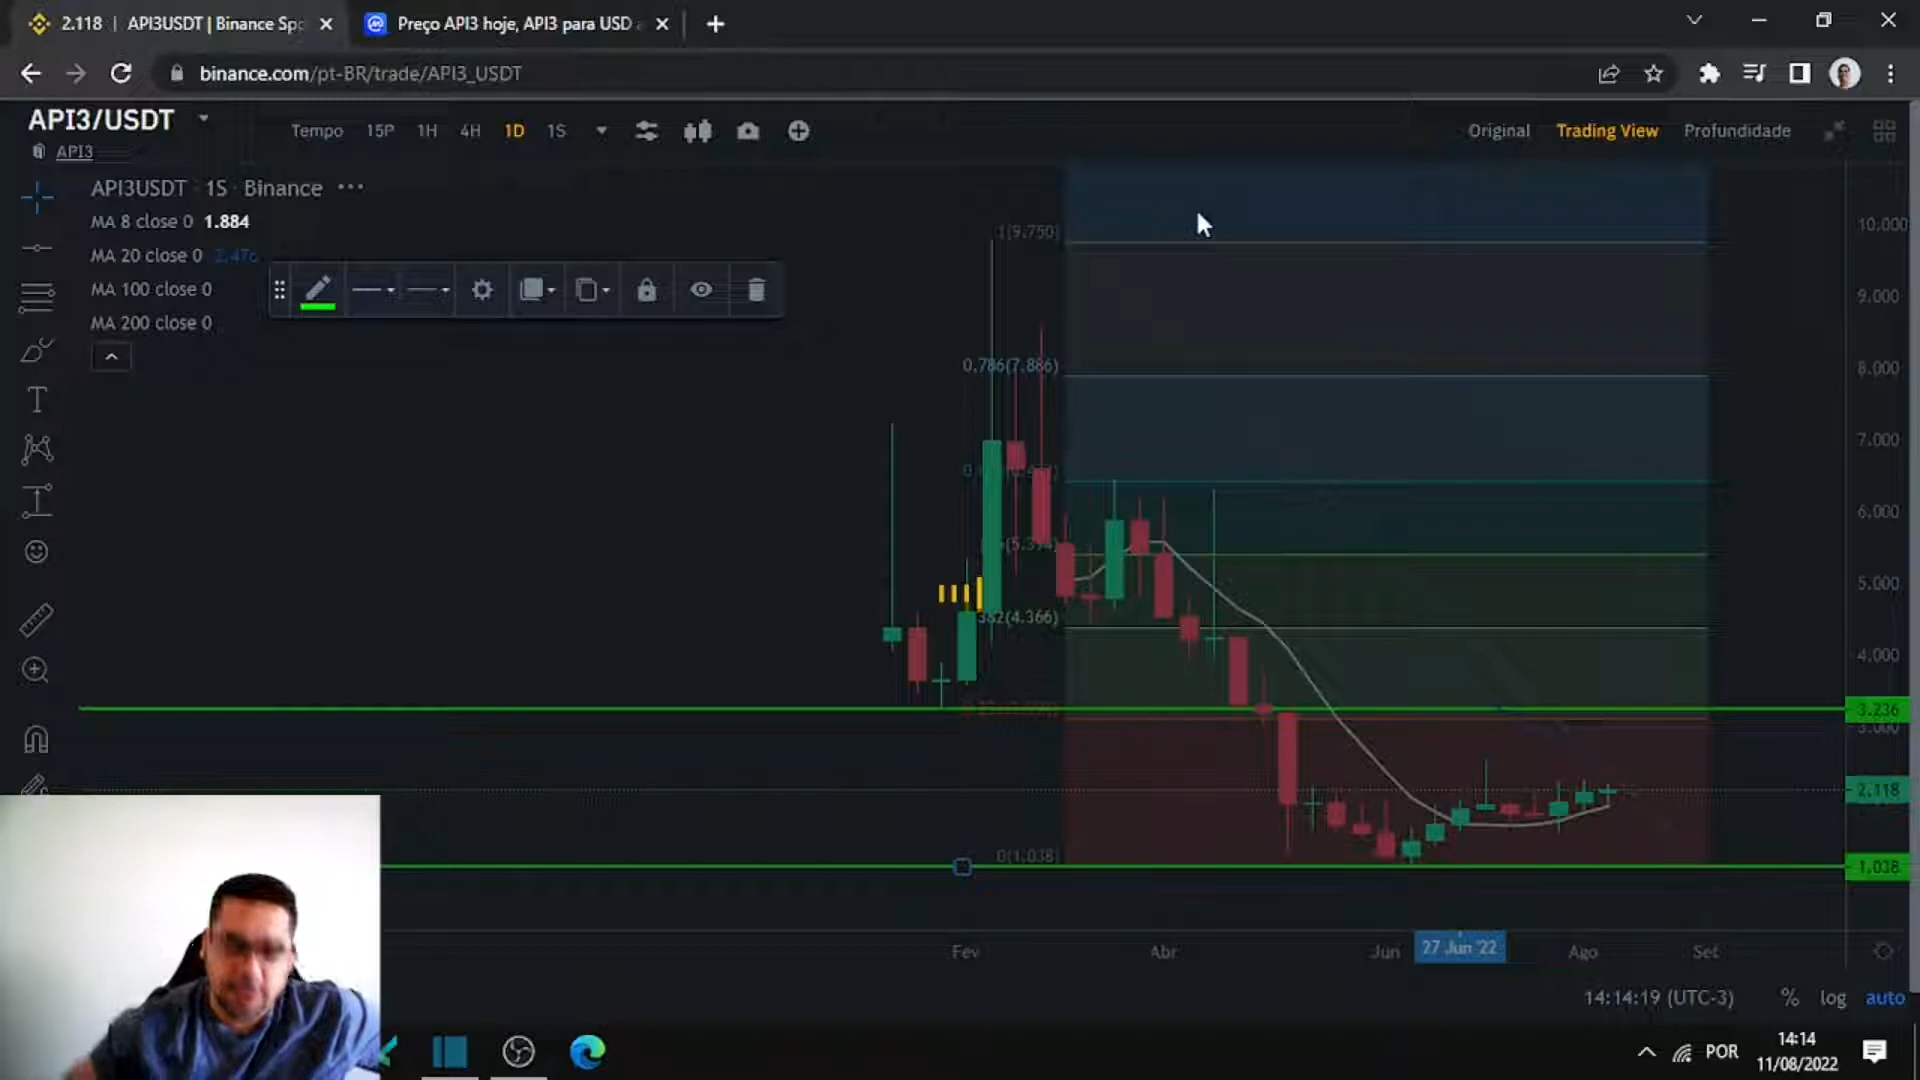 2.118 | API3USDT | Binance Spo
Preço API3 hoje, API3 para USD
binance.com/pt-BR/trade/API3_USDT
API3/USDT
API3
Tempo 15P 1H 4H 1D 1S
Original Trading View Profundidade
API3USDT · 1S · Binance
MA 8 close 0 1.884
MA 20 close 0 2.476
MA 100 close 0
MA 200 close 0
1(9.750)
0.786(7.886)
382(4.366)
0(1.038)
10.000
9.000
8.000
7.000
6.000
5.000
4.000
3.236
3.000
2.118
1.038
Fev Abr Jun 27 Jun '22 Ago Set
14:14:19 (UTC-3) % log auto
POR
14:14
11/08/2022